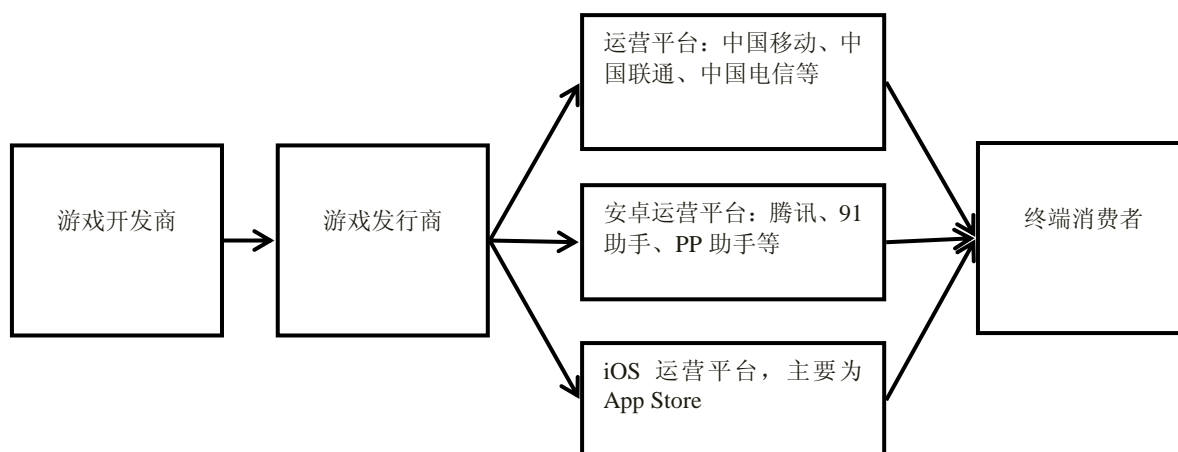 运营平台：中国移动、中
国联通、中国电信等
游戏开发商
游戏发行商
安卓运营平台：腾讯、91
助手、PP 助手等
终端消费者
iOS 运营平台，主要为
App Store